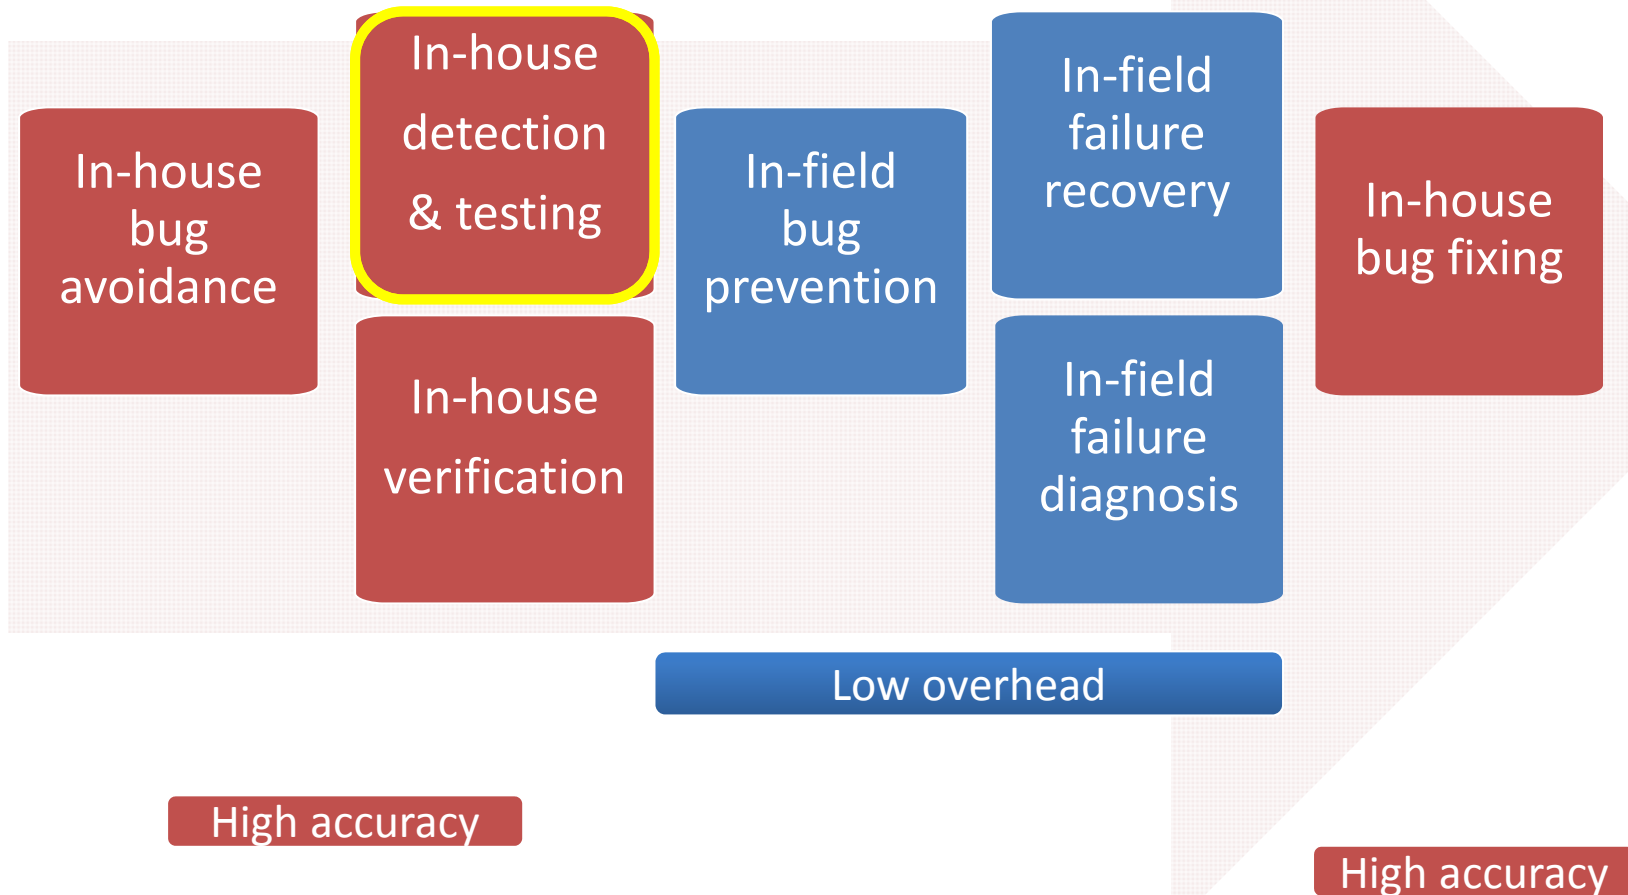 In-house
bug
avoidance
In-house
detection
& testing
In-house
verification
In-field
bug
prevention
In-field
failure
recovery
In-field
failure
diagnosis
In-house
bug fixing
Low overhead
High accuracy
High accuracy